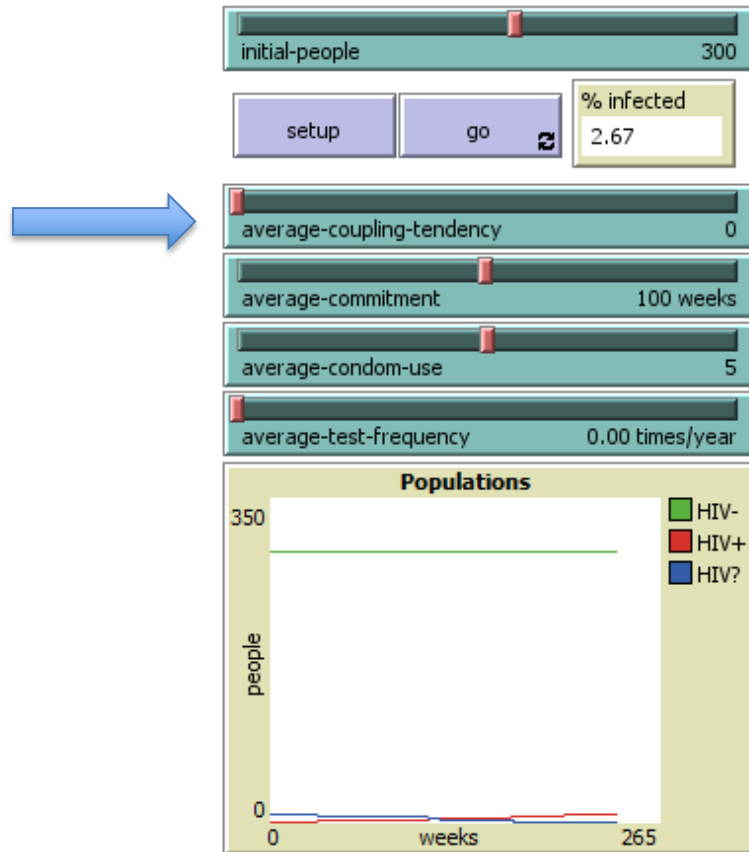 initial-people 300
setup
go
% infected
2.67
average-coupling-tendency 0
average-commitment 100 weeks
average-condom-use 5
average-test-frequency 0.00 times/year
Populations
350
people
0
0 weeks 265
HIV-
HIV+
HIV?